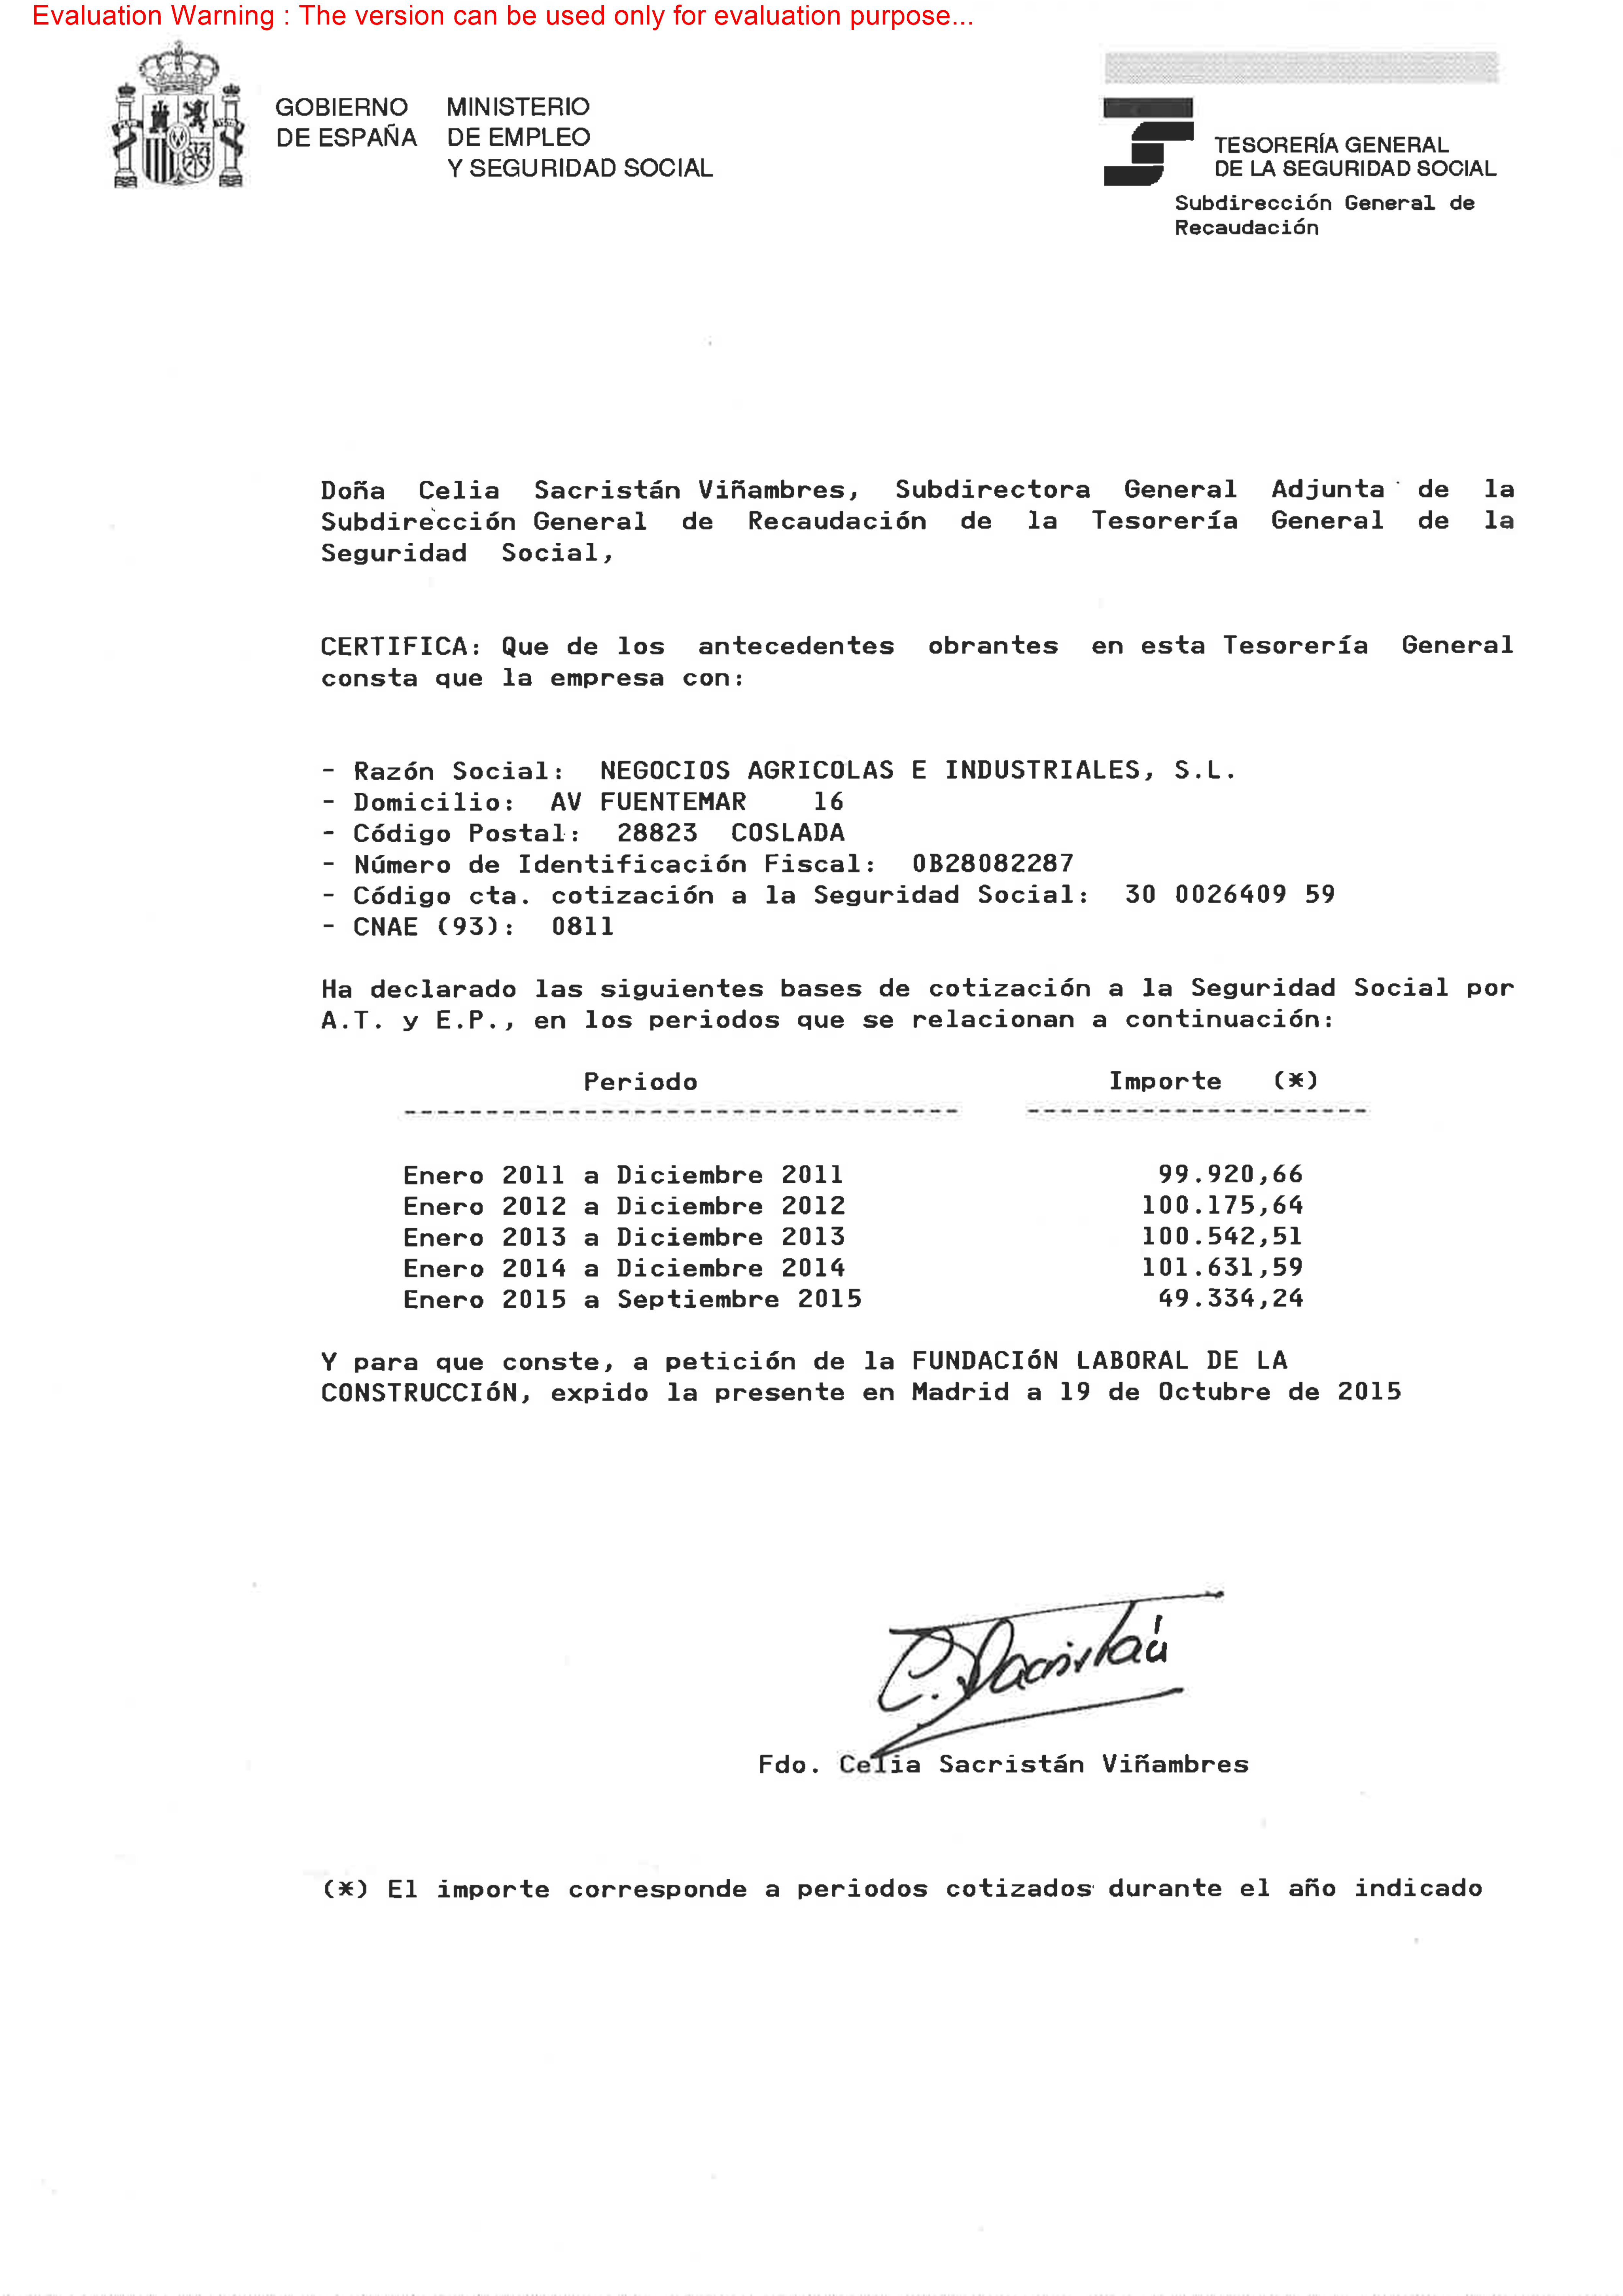 Evaluation Warning : The version can be used only for evaluation purpose...
GOBIERNO DE ESPAÑA
MINISTERIO DE EMPLEO Y SEGURIDAD SOCIAL
TESORERÍA GENERAL
DE LA SEGURIDAD SOCIAL
Subdirección General de
Recaudación
Doña Celia Sacristán Viñambres, Subdirectora General Adjunta de la
Subdirección General de Recaudación de la Tesorería General de la
Seguridad Social,
CERTIFICA: Que de los antecedentes obrantes en esta Tesorería General
consta que la empresa con:
- Razón Social: NEGOCIOS AGRICOLAS E INDUSTRIALES, S.L.
- Domicilio: AV FUENTEMAR 16
- Código Postal: 28823 COSLADA
- Número de Identificación Fiscal: 0B28082287
- Código cta. cotización a la Seguridad Social: 30 0026409 59
- CNAE (93): 0811
Ha declarado las siguientes bases de cotización a la Seguridad Social por
A.T. y E.P., en los periodos que se relacionan a continuación:
Periodo Importe (*)
---------------------------------- ---------------------
Enero 2011 a Diciembre 2011 99.920,66
Enero 2012 a Diciembre 2012 100.175,64
Enero 2013 a Diciembre 2013 100.542,51
Enero 2014 a Diciembre 2014 101.631,59
Enero 2015 a Septiembre 2015 49.334,24
Y para que conste, a petición de la FUNDACIóN LABORAL DE LA
CONSTRUCCIóN, expido la presente en Madrid a 19 de Octubre de 2015
C. Sacristán
Fdo. Celia Sacristán Viñambres
(*) El importe corresponde a periodos cotizados durante el año indicado